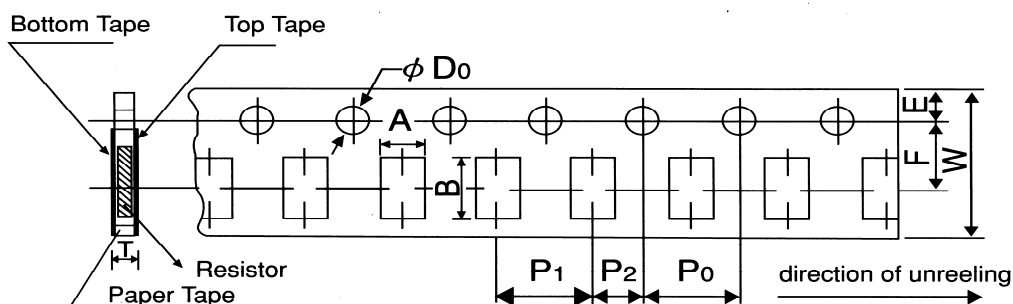 Bottom Tape
Top Tape
φ D0
A
E
B
F
W
T
Resistor
Paper Tape
P1
P2
P0
direction of unreeling